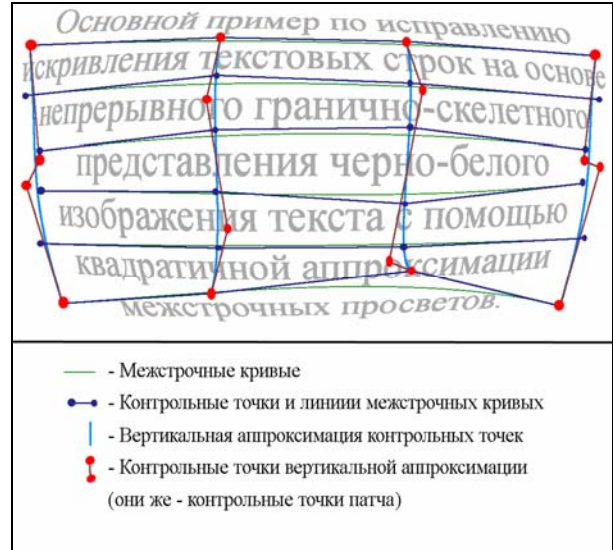 Основной пример по исправлению
искривления текстовых строк на основе
непрерывного гранично-скелетного
представления черно-белого
изображения текста с помощью
квадратичной аппроксимации
межстрочных просветов.
- Межстрочные кривые
- Контрольные точки и линиии межстрочных кривых
- Вертикальная аппроксимация контрольных точек
- Контрольные точки вертикальной аппроксимации
(они же - контрольные точки патча)